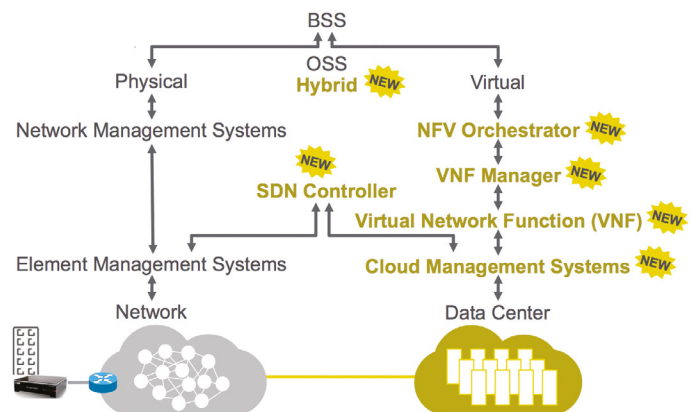 BSS
OSS
Physical
Hybrid NEW
Virtual
Network Management Systems
NFV Orchestrator NEW
NEW
VNF Manager NEW
SDN Controller
Virtual Network Function (VNF) NEW
Element Management Systems
Cloud Management Systems NEW
Network
Data Center